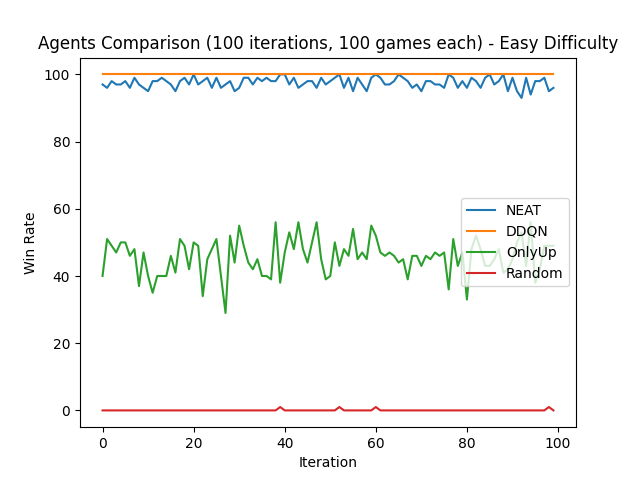 Agents Comparison (100 iterations, 100 games each) - Easy Difficulty
100
80
60
40
20
0
Win Rate
NEAT
DDQN
OnlyUp
Random
0 20 40 60 80 100
Iteration